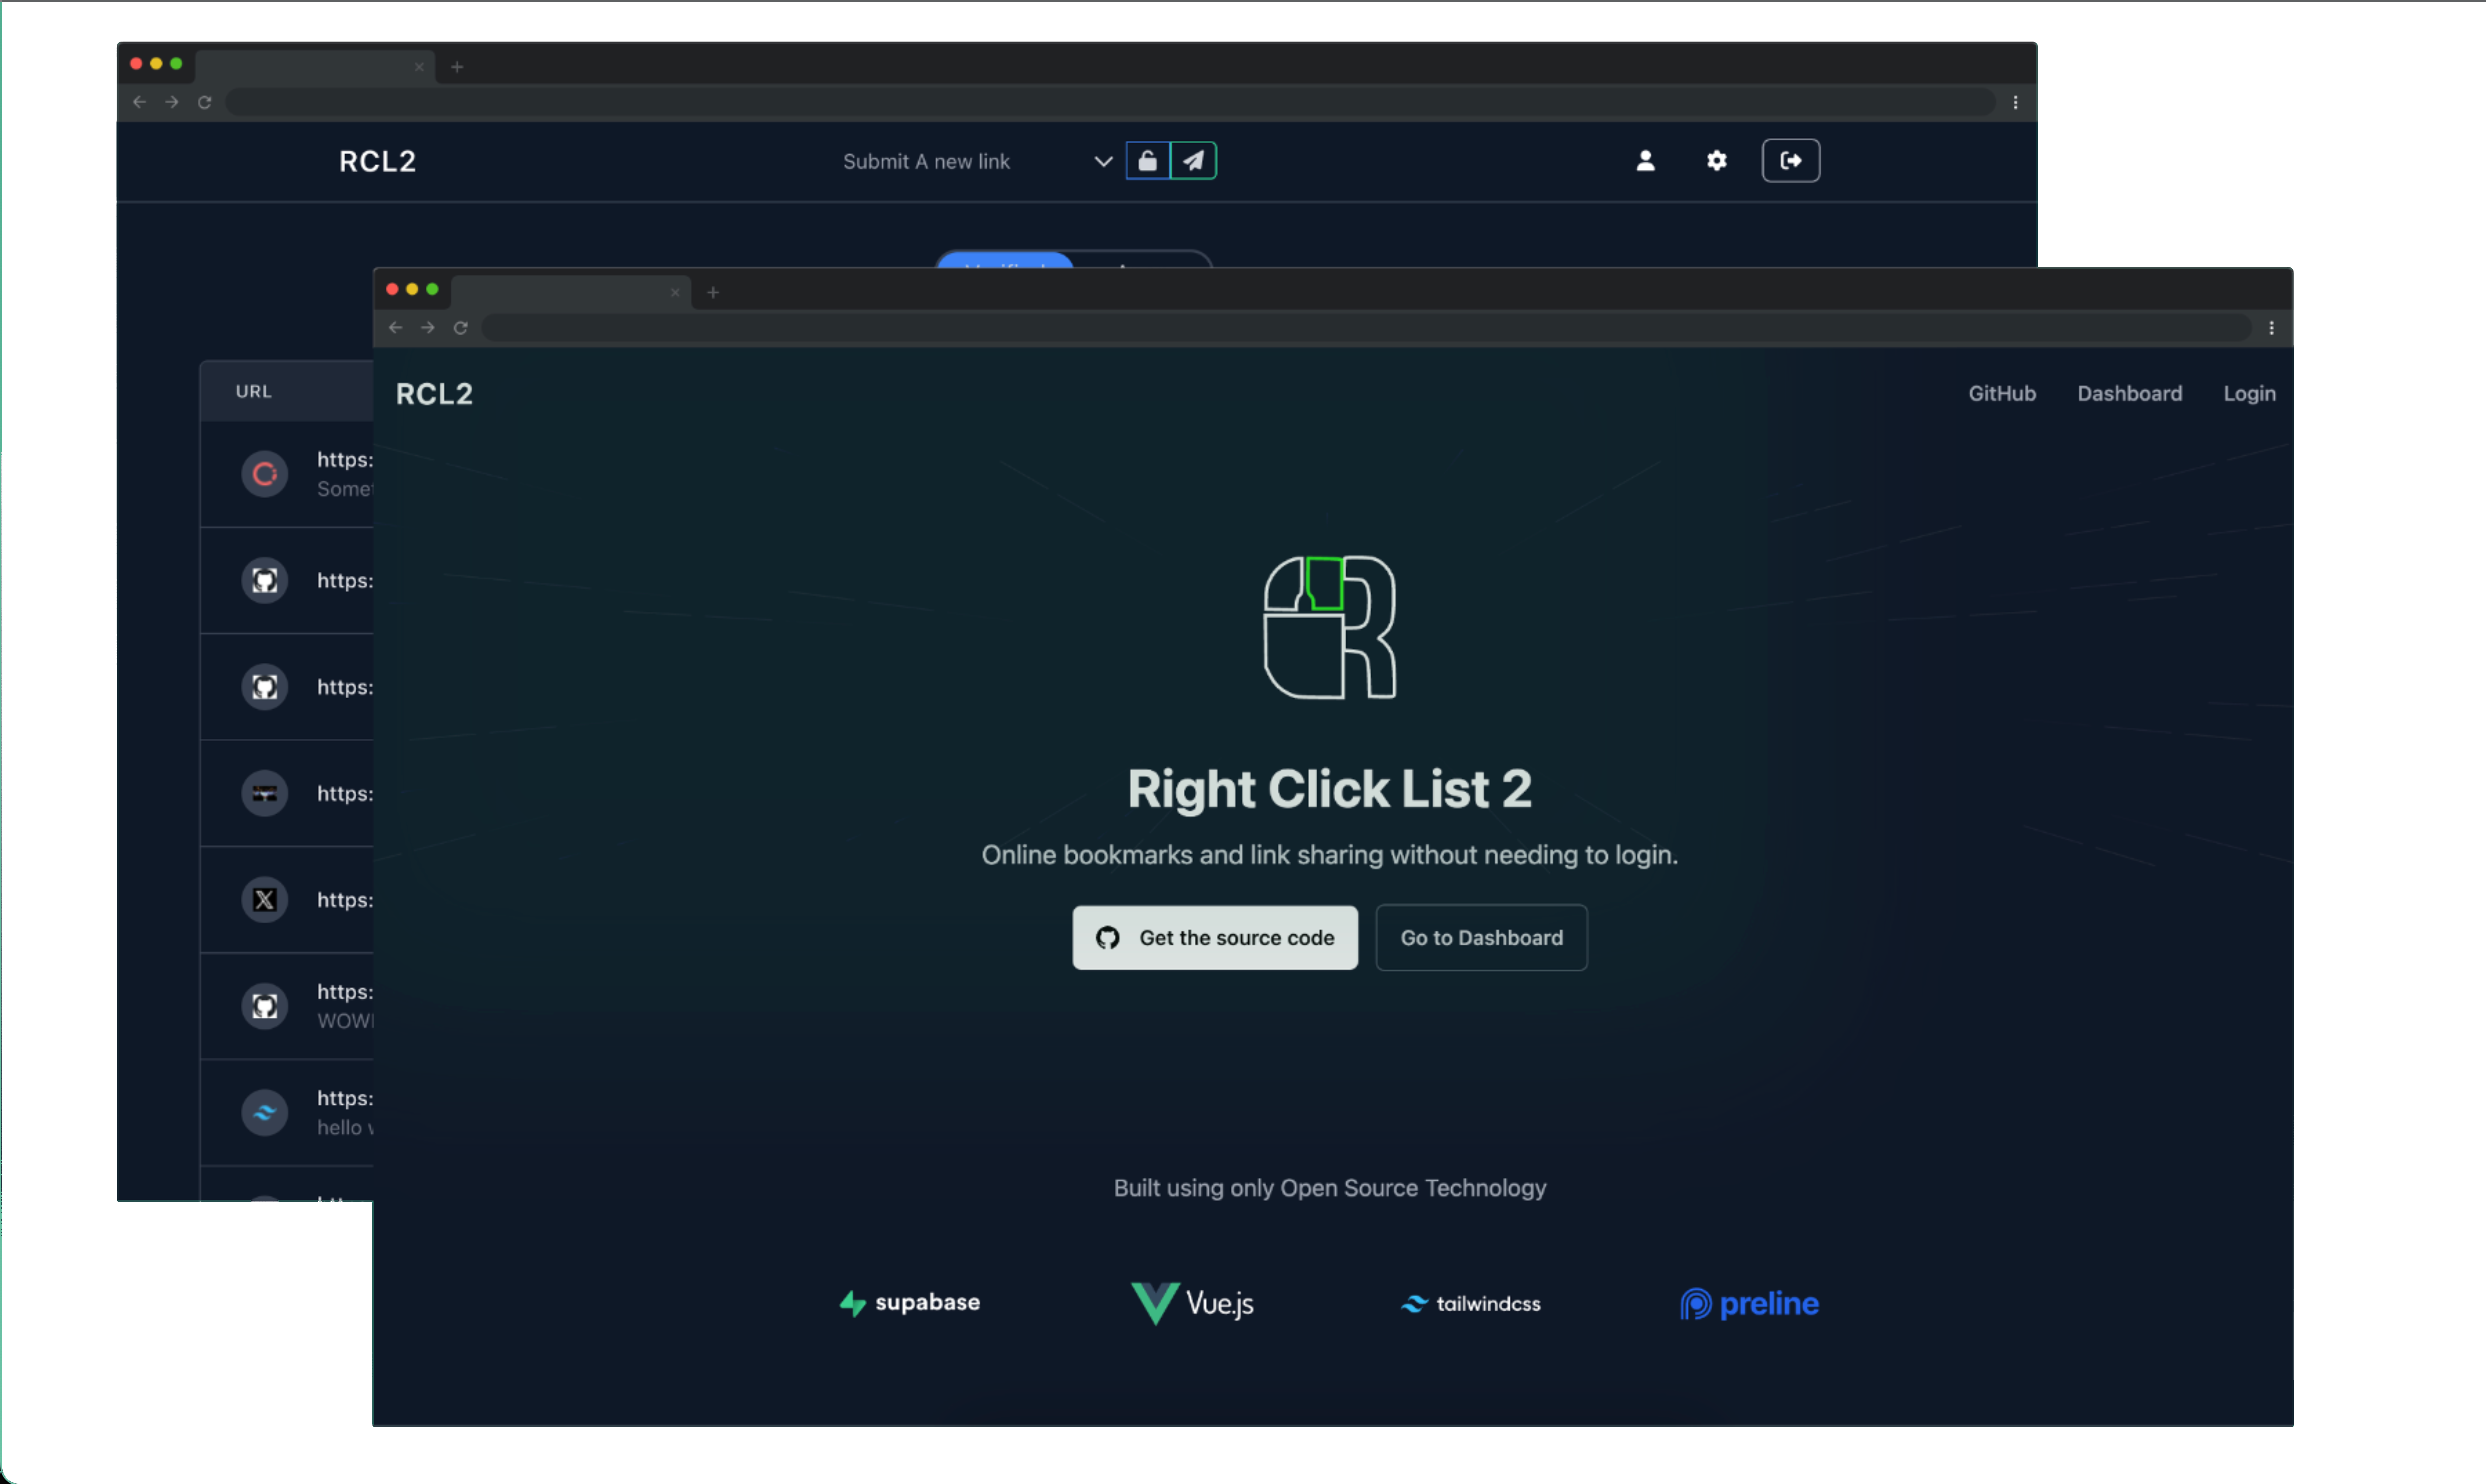 RCL2
Submit A new link
URL
https:
https:
https:
https:
https:
https:
https:
RCL2
GitHub Dashboard Login
Right Click List 2
Online bookmarks and link sharing without needing to login.
Get the source code
Go to Dashboard
Built using only Open Source Technology
supabase
Vue.js
tailwindcss
preline
hello